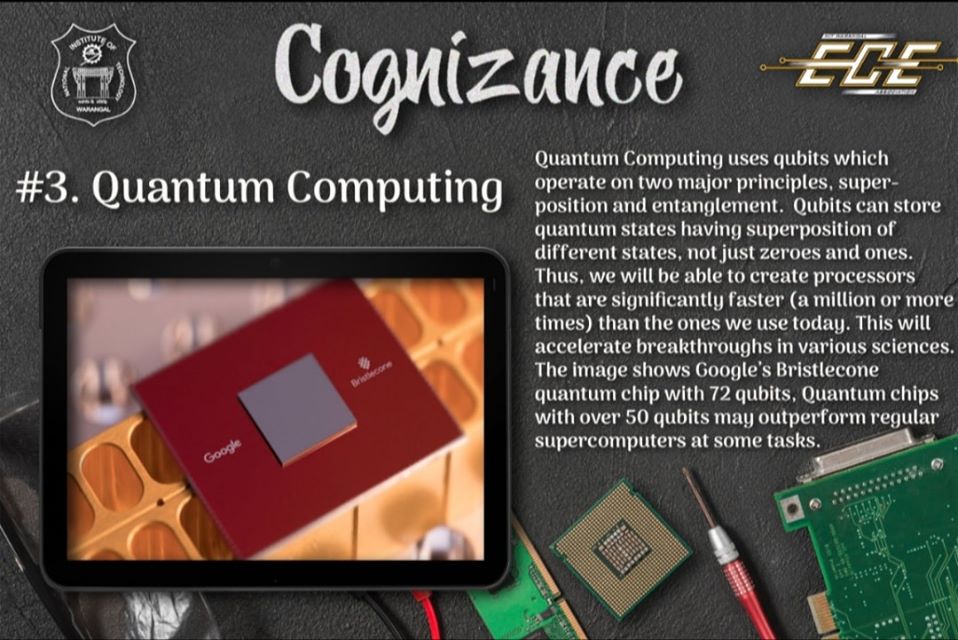 INSTITUTE OF
NATIONAL
TECHNOLOGY
WARANGAL
Cognizance
ECE
ASSOCIATION
#3. Quantum Computing
Quantum Computing uses qubits which
operate on two major principles, super-
position and entanglement. Qubits can store
quantum states having superposition of
different states, not just zeroes and ones.
Thus, we will be able to create processors
that are significantly faster (a million or more
times) than the ones we use today. This will
accelerate breakthroughs in various sciences.
The image shows Google's Bristlecone
quantum chip with 72 qubits, Quantum chips
with over 50 qubits may outperform regular
supercomputers at some tasks.
Bristlecone
Google